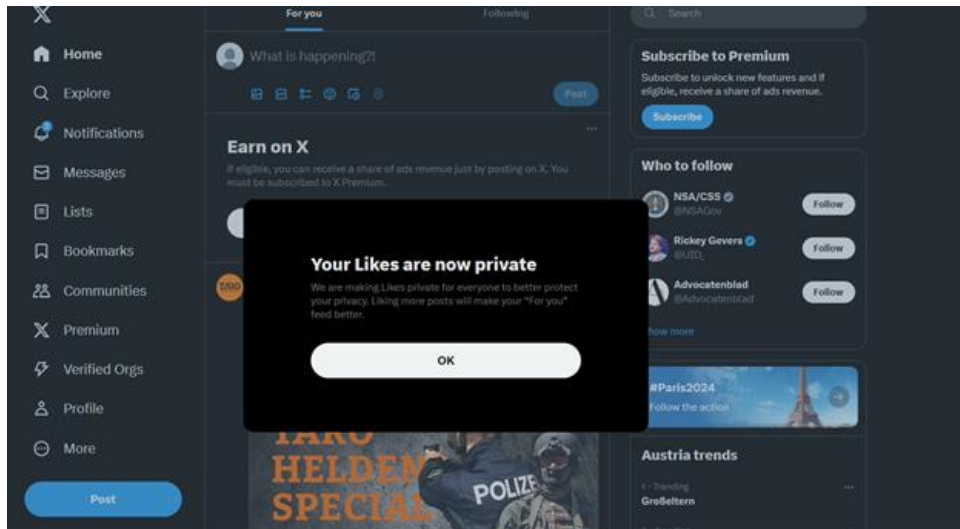 For you
Following
Search
Home
Explore
Notifications
Messages
Lists
Bookmarks
Communities
Premium
Verified Orgs
Profile
More
Post
What is happening?!
Post
Earn on X
If eligible, you can receive a share of ads revenue just by posting on X. You
must be subscribed to X Premium.
TARO
Your Likes are now private
We are making Likes private for everyone to better protect
your privacy. Liking more posts will make your "For you"
feed better.
OK
TARO
HELDEN
SPECIAL
POLIZE
Subscribe to Premium
Subscribe to unlock new features and if
eligible, receive a share of ads revenue.
Subscribe
Who to follow
NSA/CSS
@NSAGov
Follow
Rickey Gevers
@UID_
Follow
Advocatenblad
@Advocatenblad
Follow
how more
#Paris2024
Follow the action
Austria trends
1 · Trending
Großeltern